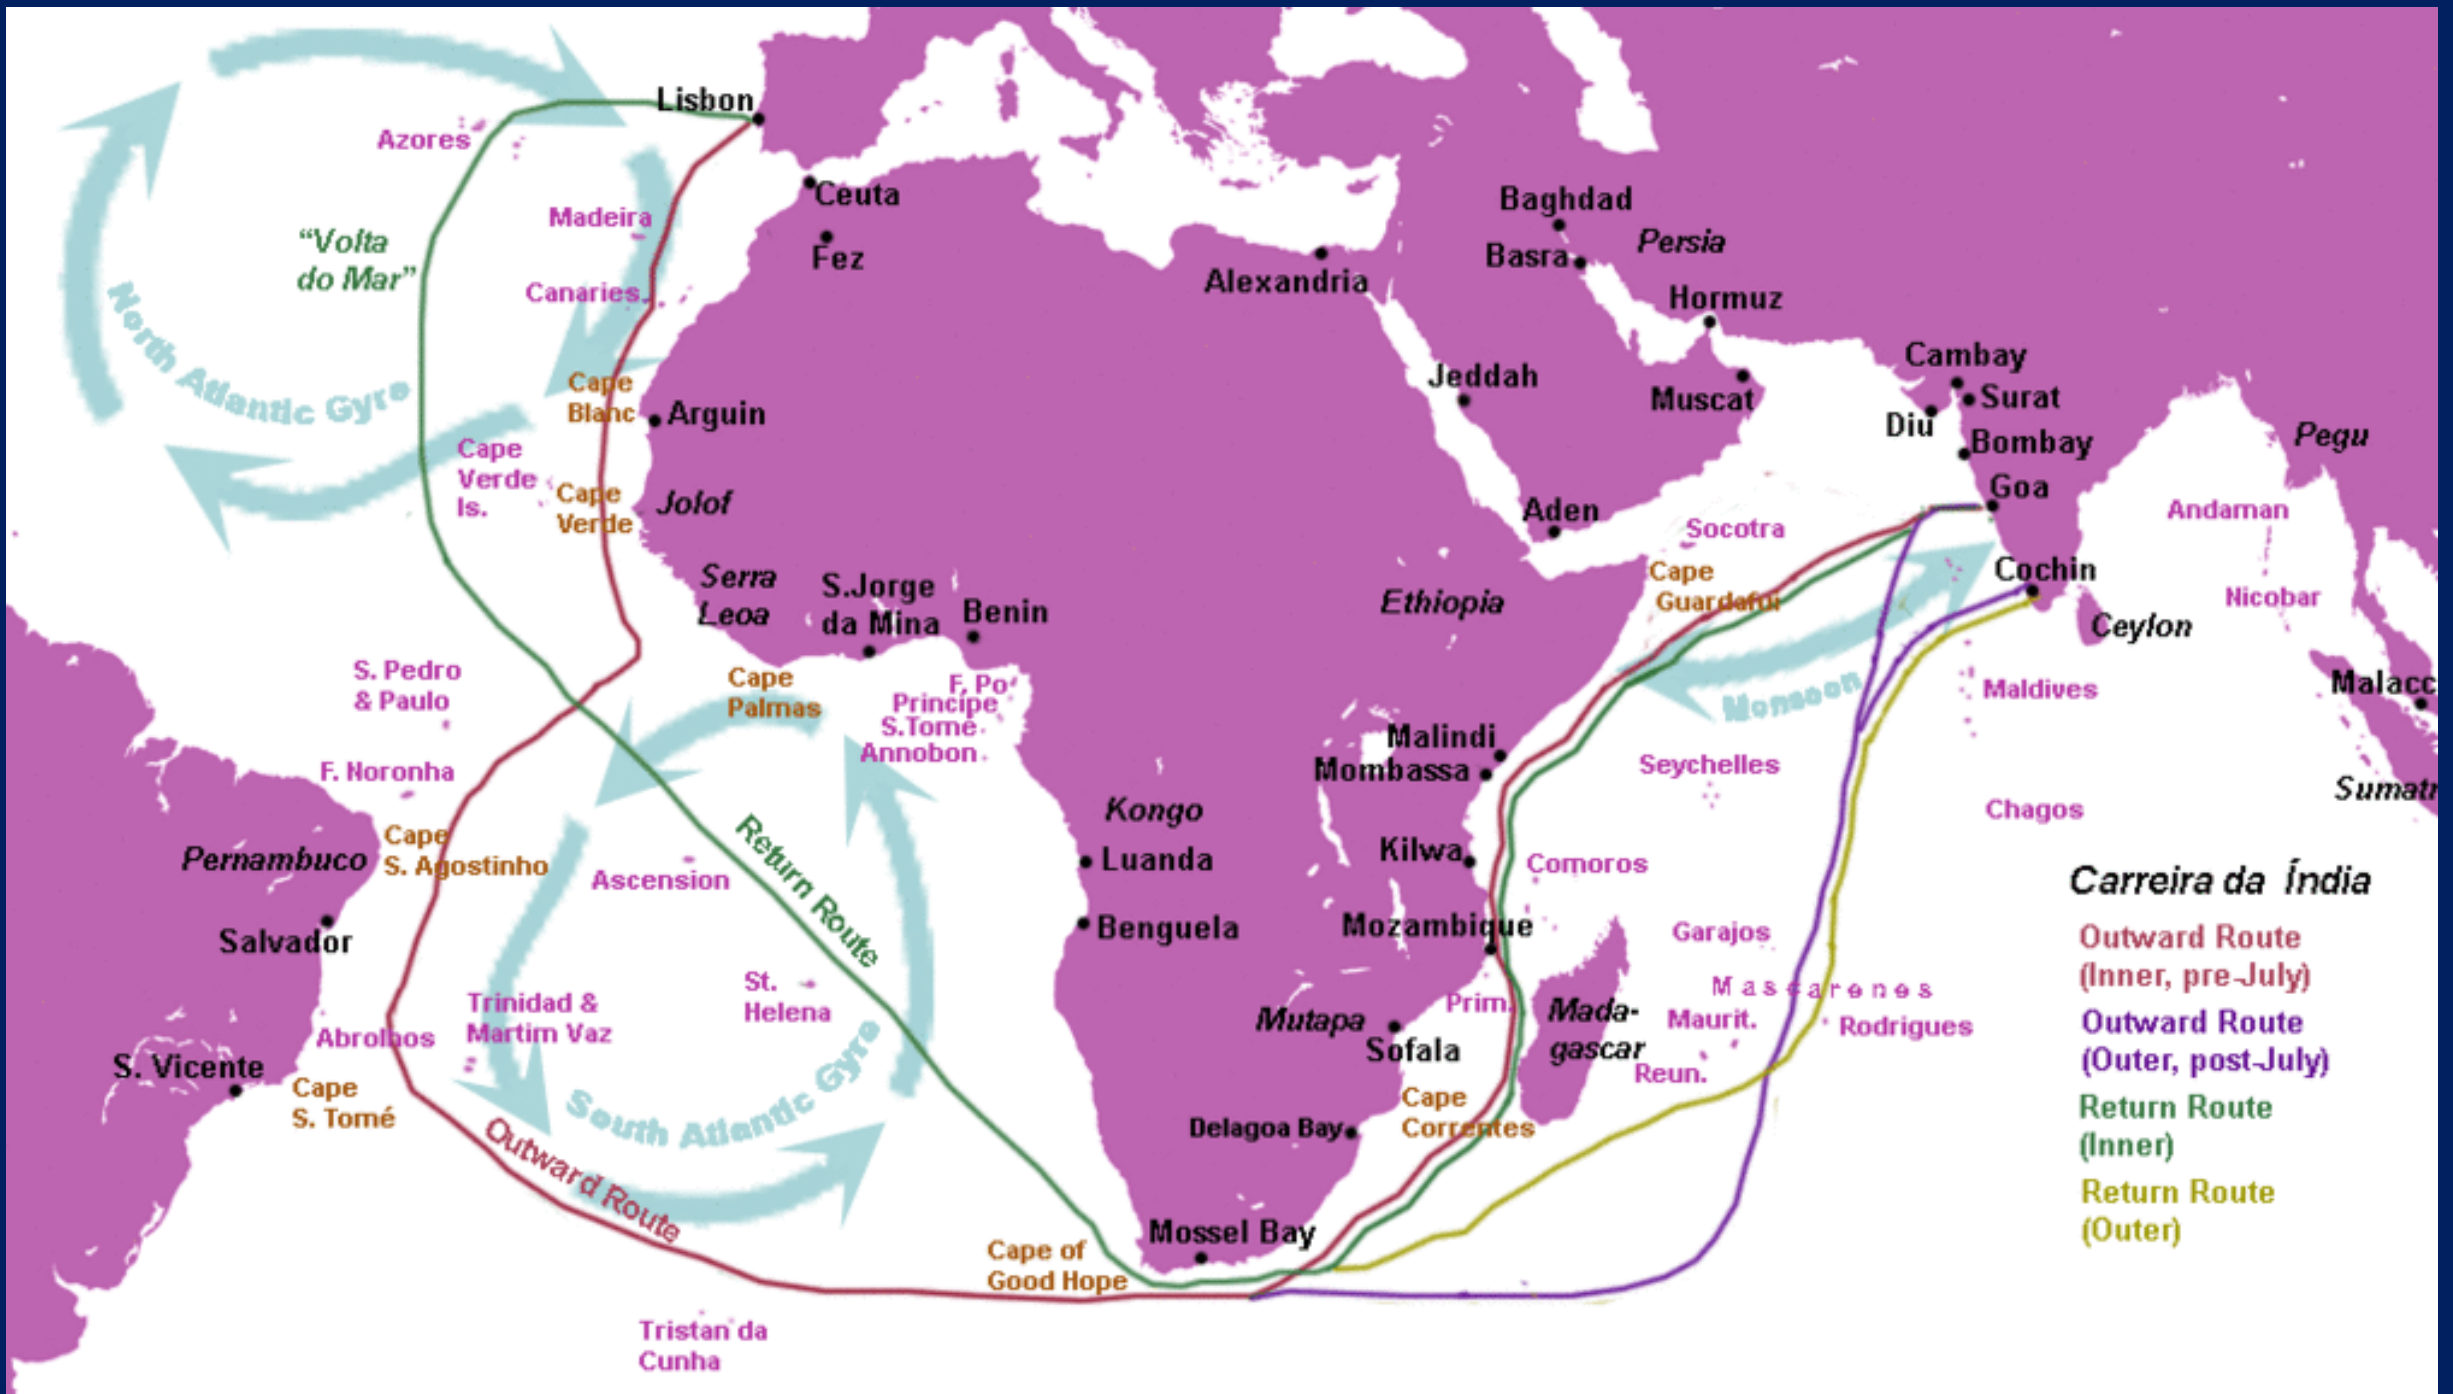 Lisbon
Azores
"Volta
do Mar"
Madeira
Canaries
North Atlantic Gyre
Ceuta
Fez
Alexandria
Baghdad
Basra
Persia
Hormuz
Jeddah
Muscat
Cambay
Surat
Diu
Bombay
Goa
Pegu
Andaman
Nicobar
Cape
Blanc
Arguin
Cape
Verde
Is.
Cape
Verde
Jolof
Serra
Leoa
S.Jorge
da Mina
Benin
Aden
Socotra
Cape
Guardafui
Ethiopia
Cochin
Ceylon
Monsoon
Maldives
Malacc
Sumatr
S. Pedro
& Paulo
Cape
Palmas
F. Po
Principe
S.Tome
Annobon
F. Noronha
Cape
S. Agostinho
Pernambuco
Salvador
Ascension
Return Route
Kongo
Luanda
Benguela
Malindi
Mombassa
Kilwa
Mozambique
Seychelles
Chagos
Comoros
Garajos
Mascarenes
Maurit.
Rodrigues
Reun.
Prim.
Mada-
gascar
Mutapa
Sofala
Cape
Correntes
Delagoa Bay
St.
Helena
Trinidad &
Martim Vaz
Abrolhos
S. Vicente
Cape
S. Tomé
South Atlantic Gyre
Outward Route
Mossel Bay
Cape of
Good Hope
Tristan da
Cunha
Carreira da Índia
Outward Route
(Inner, pre-July)
Outward Route
(Outer, post-July)
Return Route
(Inner)
Return Route
(Outer)